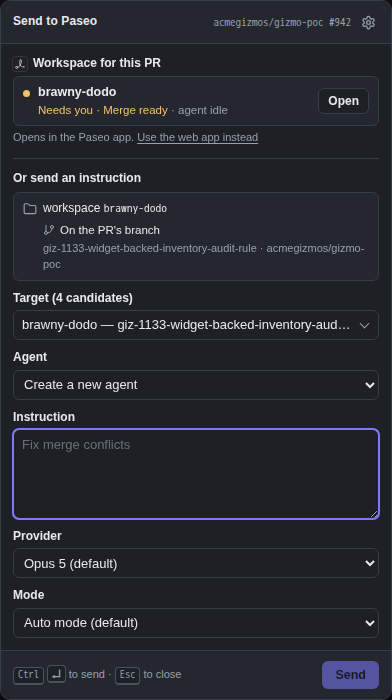 Send to Paseo
acmegizmos/gizmo-poc #942
Workspace for this PR
brawny-dodo
Needs you · Merge ready · agent idle
Open
Opens in the Paseo app. Use the web app instead
Or send an instruction
workspace brawny-dodo
On the PR's branch
giz-1133-widget-backed-inventory-audit-rule · acmegizmos/gizmo-
poc
Target (4 candidates)
brawny-dodo — giz-1133-widget-backed-inventory-aud…
Agent
Create a new agent
Instruction
Fix merge conflicts
Provider
Opus 5 (default)
Mode
Auto mode (default)
Ctrl ↵ to send · Esc to close
Send